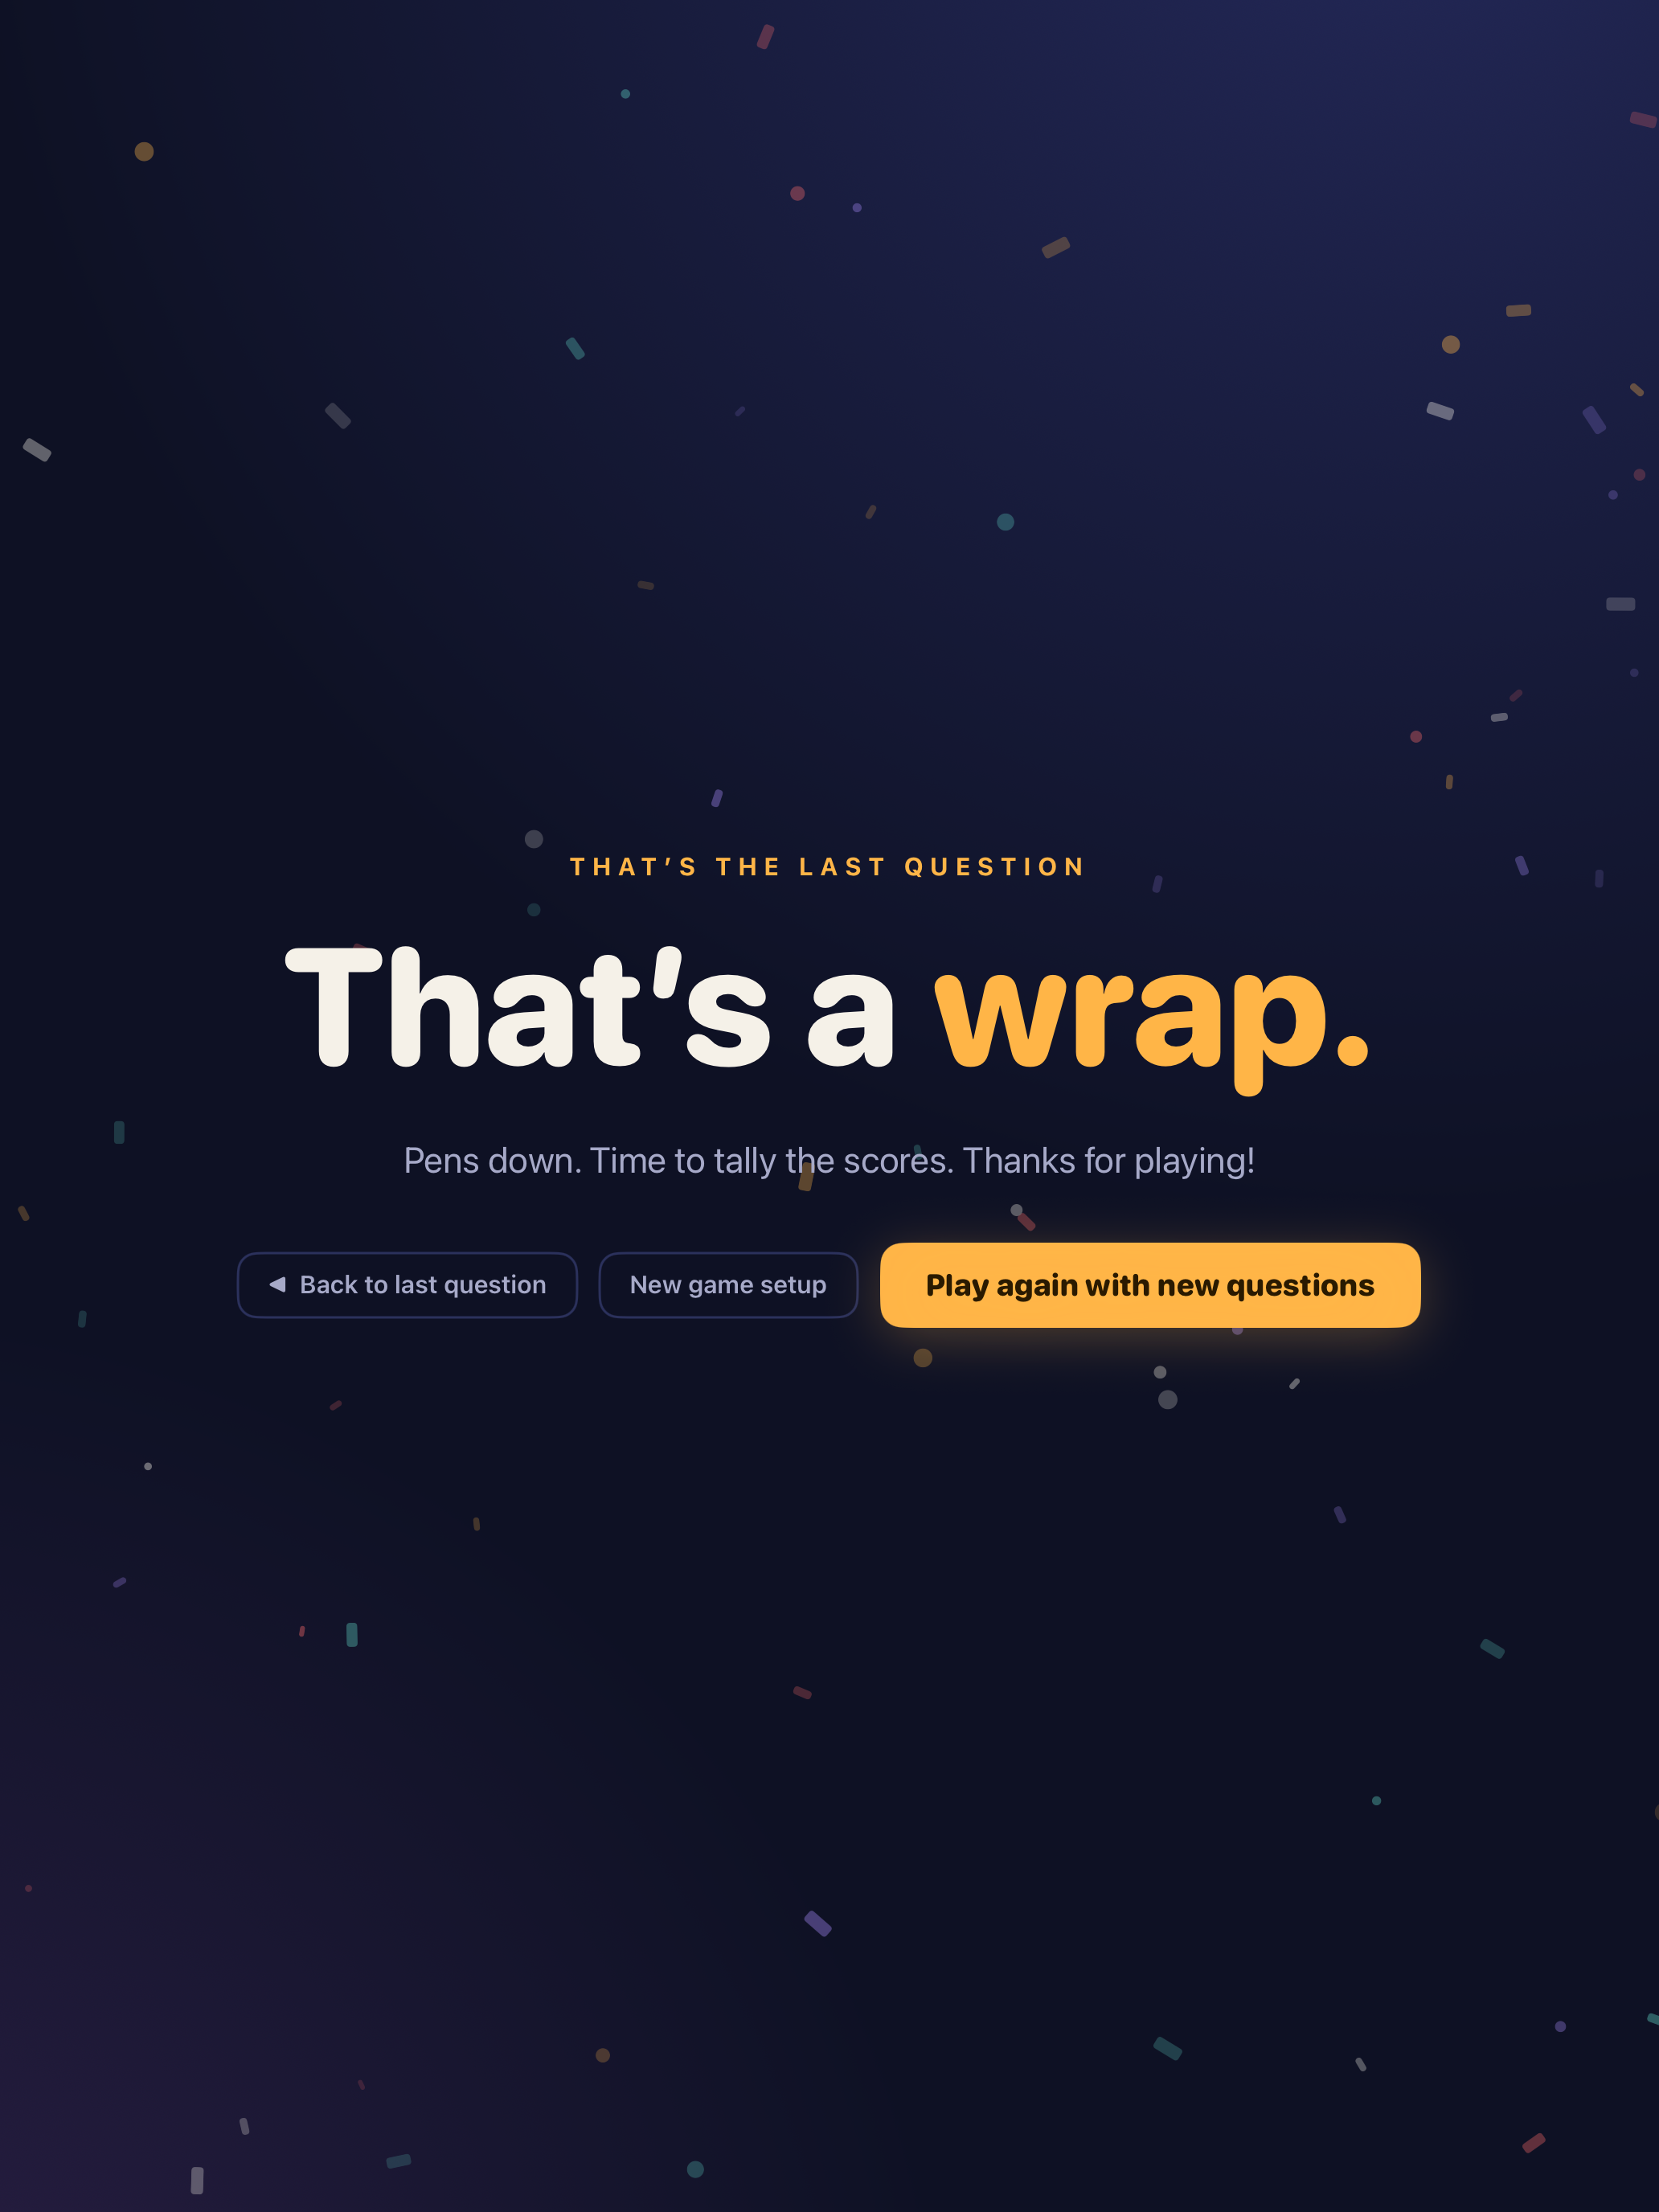 THAT’S THE LAST QUESTION
That's a wrap.
Pens down. Time to tally the scores. Thanks for playing!
Back to last question
New game setup
Play again with new questions